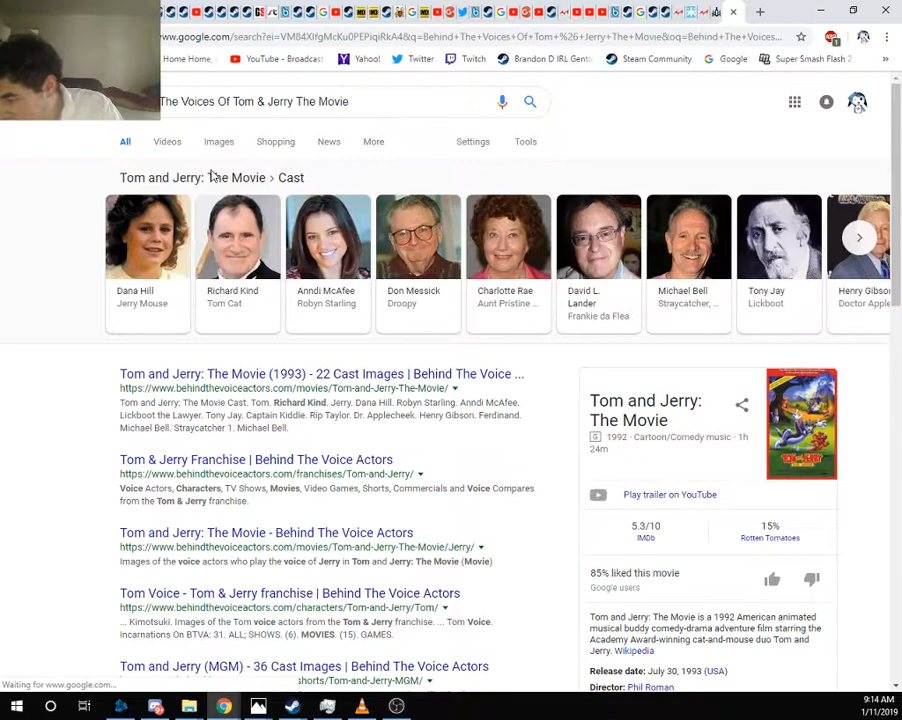 www.google.com/search?ei=VM84XIfgMcKu0PEPiqiRkA4&q=Behind+The+Voices+Of+Tom+%26+Jerry+The+Movie&oq=Behind+The+Voices...
Home Home,
YouTube - Broadcast
Yahoo!
Twitter
Twitch
Brandon D IRL Gene...
Steam Community
Google
Super Smash Flash 2
»
The Voices Of Tom & Jerry The Movie
All Videos Images Shopping News More Settings Tools
Tom and Jerry: The Movie › Cast
Dana Hill
Jerry Mouse
Richard Kind
Tom Cat
Anndi McAfee
Robyn Starling
Don Messick
Droopy
Charlotte Rae
Aunt Pristine ...
David L.
Lander
Frankie da Flea
Michael Bell
Straycatcher, ...
Tony Jay
Lickboot
Henry Gibson
Doctor Apple
Tom and Jerry: The Movie (1993) - 22 Cast Images | Behind The Voice ...
https://www.behindthevoiceactors.com/movies/Tom-and-Jerry-The-Movie/
Tom and Jerry: The Movie Cast. Tom. Richard Kind. Jerry. Dana Hill. Robyn Starling. Anndi McAfee.
Lickboot the Lawyer. Tony Jay. Captain Kiddie. Rip Taylor. Dr. Applecheek. Henry Gibson. Ferdinand.
Michael Bell. Straycatcher 1. Michael Bell.
Tom & Jerry Franchise | Behind The Voice Actors
https://www.behindthevoiceactors.com/franchises/Tom-and-Jerry/
Voice Actors, Characters, TV Shows, Movies, Video Games, Shorts, Commercials and Voice Compares
from the Tom & Jerry franchise.
Tom and Jerry: The Movie - Behind The Voice Actors
https://www.behindthevoiceactors.com/movies/Tom-and-Jerry-The-Movie/Jerry/
Images of the voice actors who play the voice of Jerry in Tom and Jerry: The Movie (Movie)
Tom Voice - Tom & Jerry franchise | Behind The Voice Actors
https://www.behindthevoiceactors.com/characters/Tom-and-Jerry/Tom/
... Kimotsuki. Images of the Tom voice actors from the Tom & Jerry franchise. ... Tom Voice.
Incarnations On BTVA: 31. ALL; SHOWS. (6). MOVIES. (15). GAMES.
Tom and Jerry (MGM) - 36 Cast Images | Behind The Voice Actors
shorts/Tom-and-Jerry-MGM/
Tom and Jerry:
The Movie
1992 · Cartoon/Comedy music · 1h
24m
Play trailer on YouTube
5.3/10
IMDb
15%
Rotten Tomatoes
85% liked this movie
Google users
Tom and Jerry: The Movie is a 1992 American animated
musical buddy comedy-drama adventure film starring the
Academy Award-winning cat-and-mouse duo Tom and
Jerry. Wikipedia
Release date: July 30, 1993 (USA)
Director: Phil Roman
Waiting for www.google.com...
9:14 AM
1/11/2019